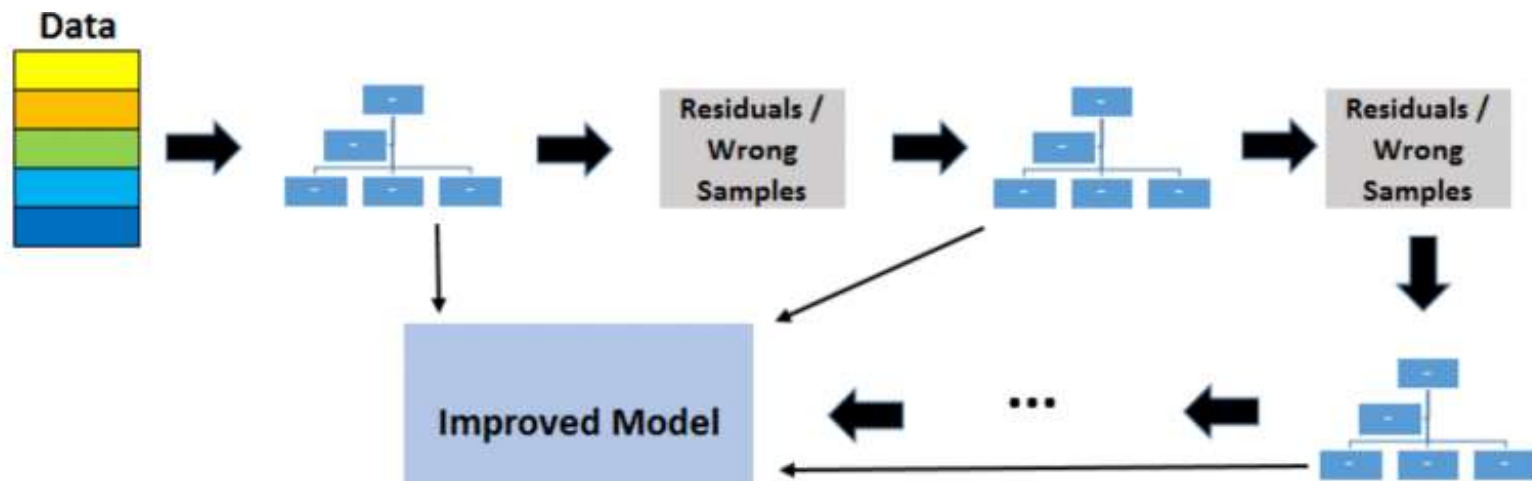 Data
Residuals /
Wrong
Samples
Residuals /
Wrong
Samples
Improved Model
...